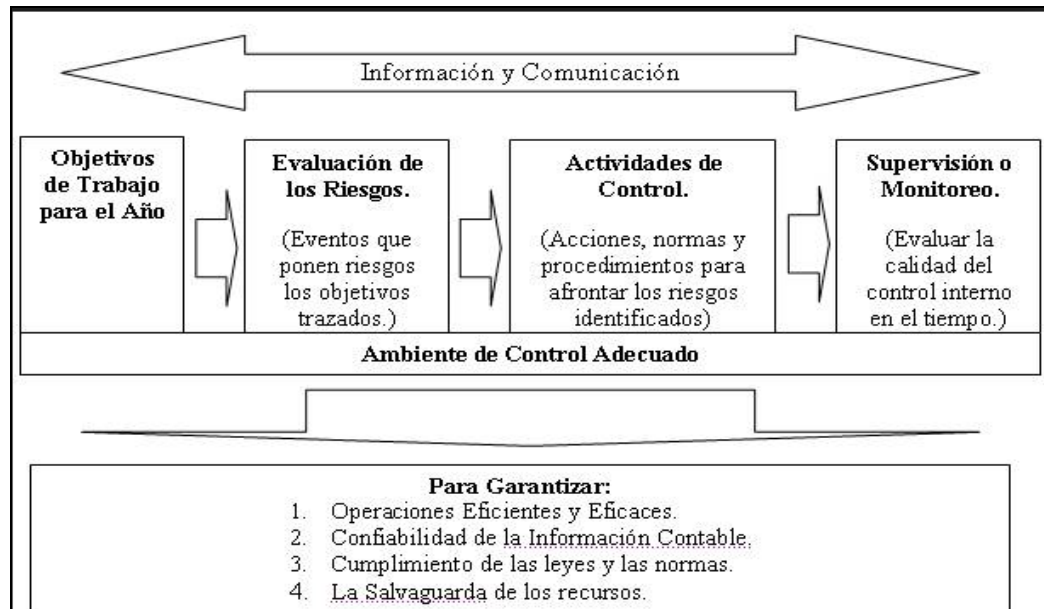 Información y Comunicación
Objetivos
de Trabajo
para el Año
Evaluación de
los Riesgos.
(Eventos que
ponen riesgos
los objetivos
trazados.)
Actividades de
Control.
(Acciones, normas y
procedimientos para
afrontar los riesgos
identificados)
Supervisión o
Monitoreo.
(Evaluar la
calidad del
control interno
en el tiempo.)
Ambiente de Control Adecuado
Para Garantizar:
1. Operaciones Eficientes y Eficaces.
2. Confiabilidad de la Información Contable.
3. Cumplimiento de las leyes y las normas.
4. La Salvaguarda de los recursos.